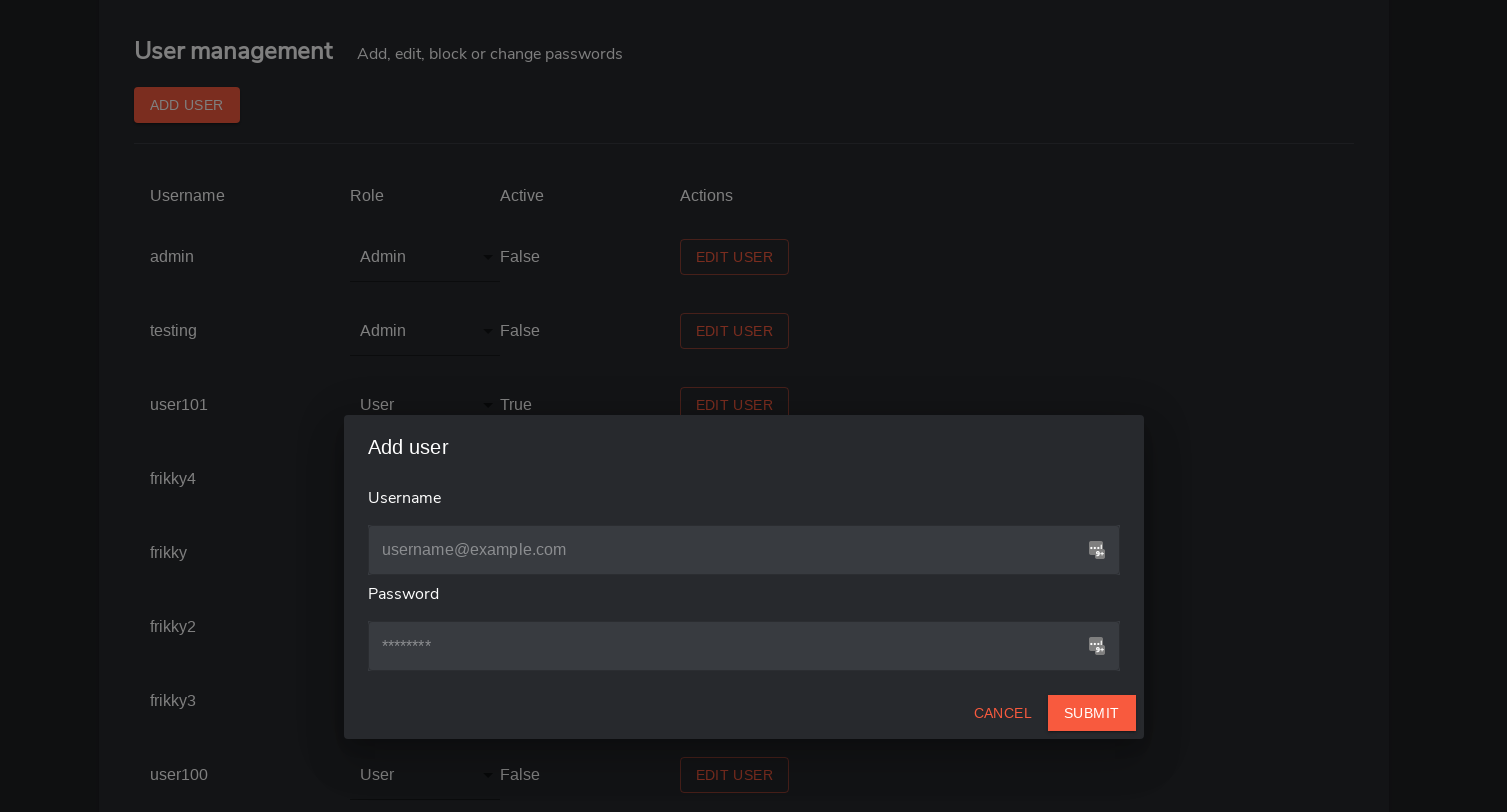 User management Add, edit, block or change passwords
ADD USER
Username Role Active Actions
admin Admin False EDIT USER
testing Admin False EDIT USER
user101 User True EDIT USER
Add user
frikky4
Username
username@example.com
frikky
Password
frikky2
********
frikky3
CANCEL SUBMIT
user100 User False EDIT USER